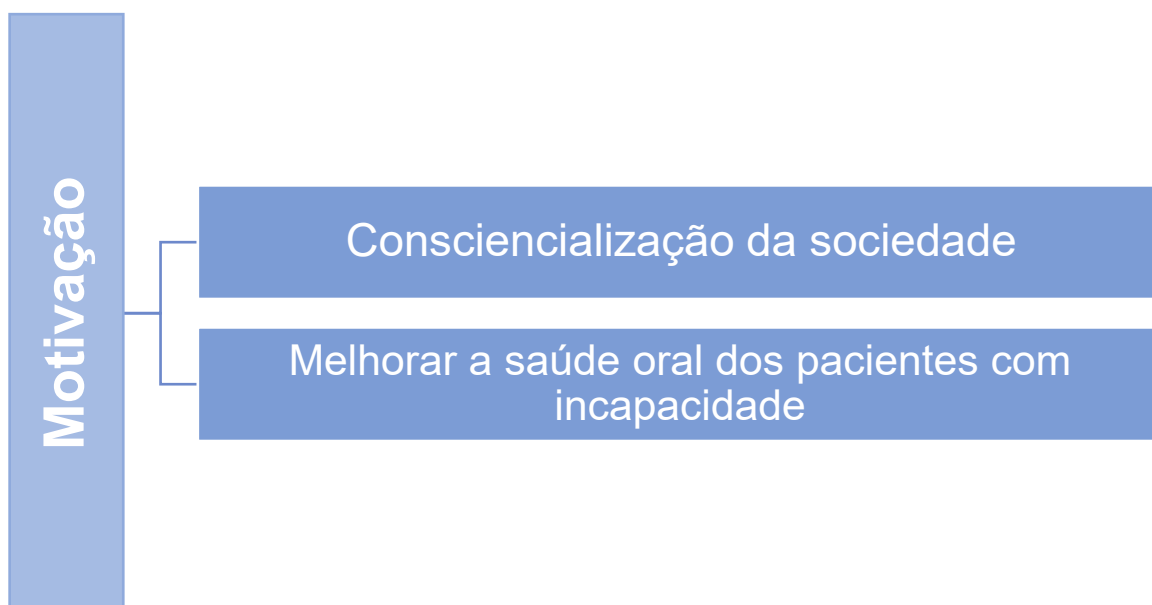 Motivação
Consciencialização da sociedade
Melhorar a saúde oral dos pacientes com
incapacidade